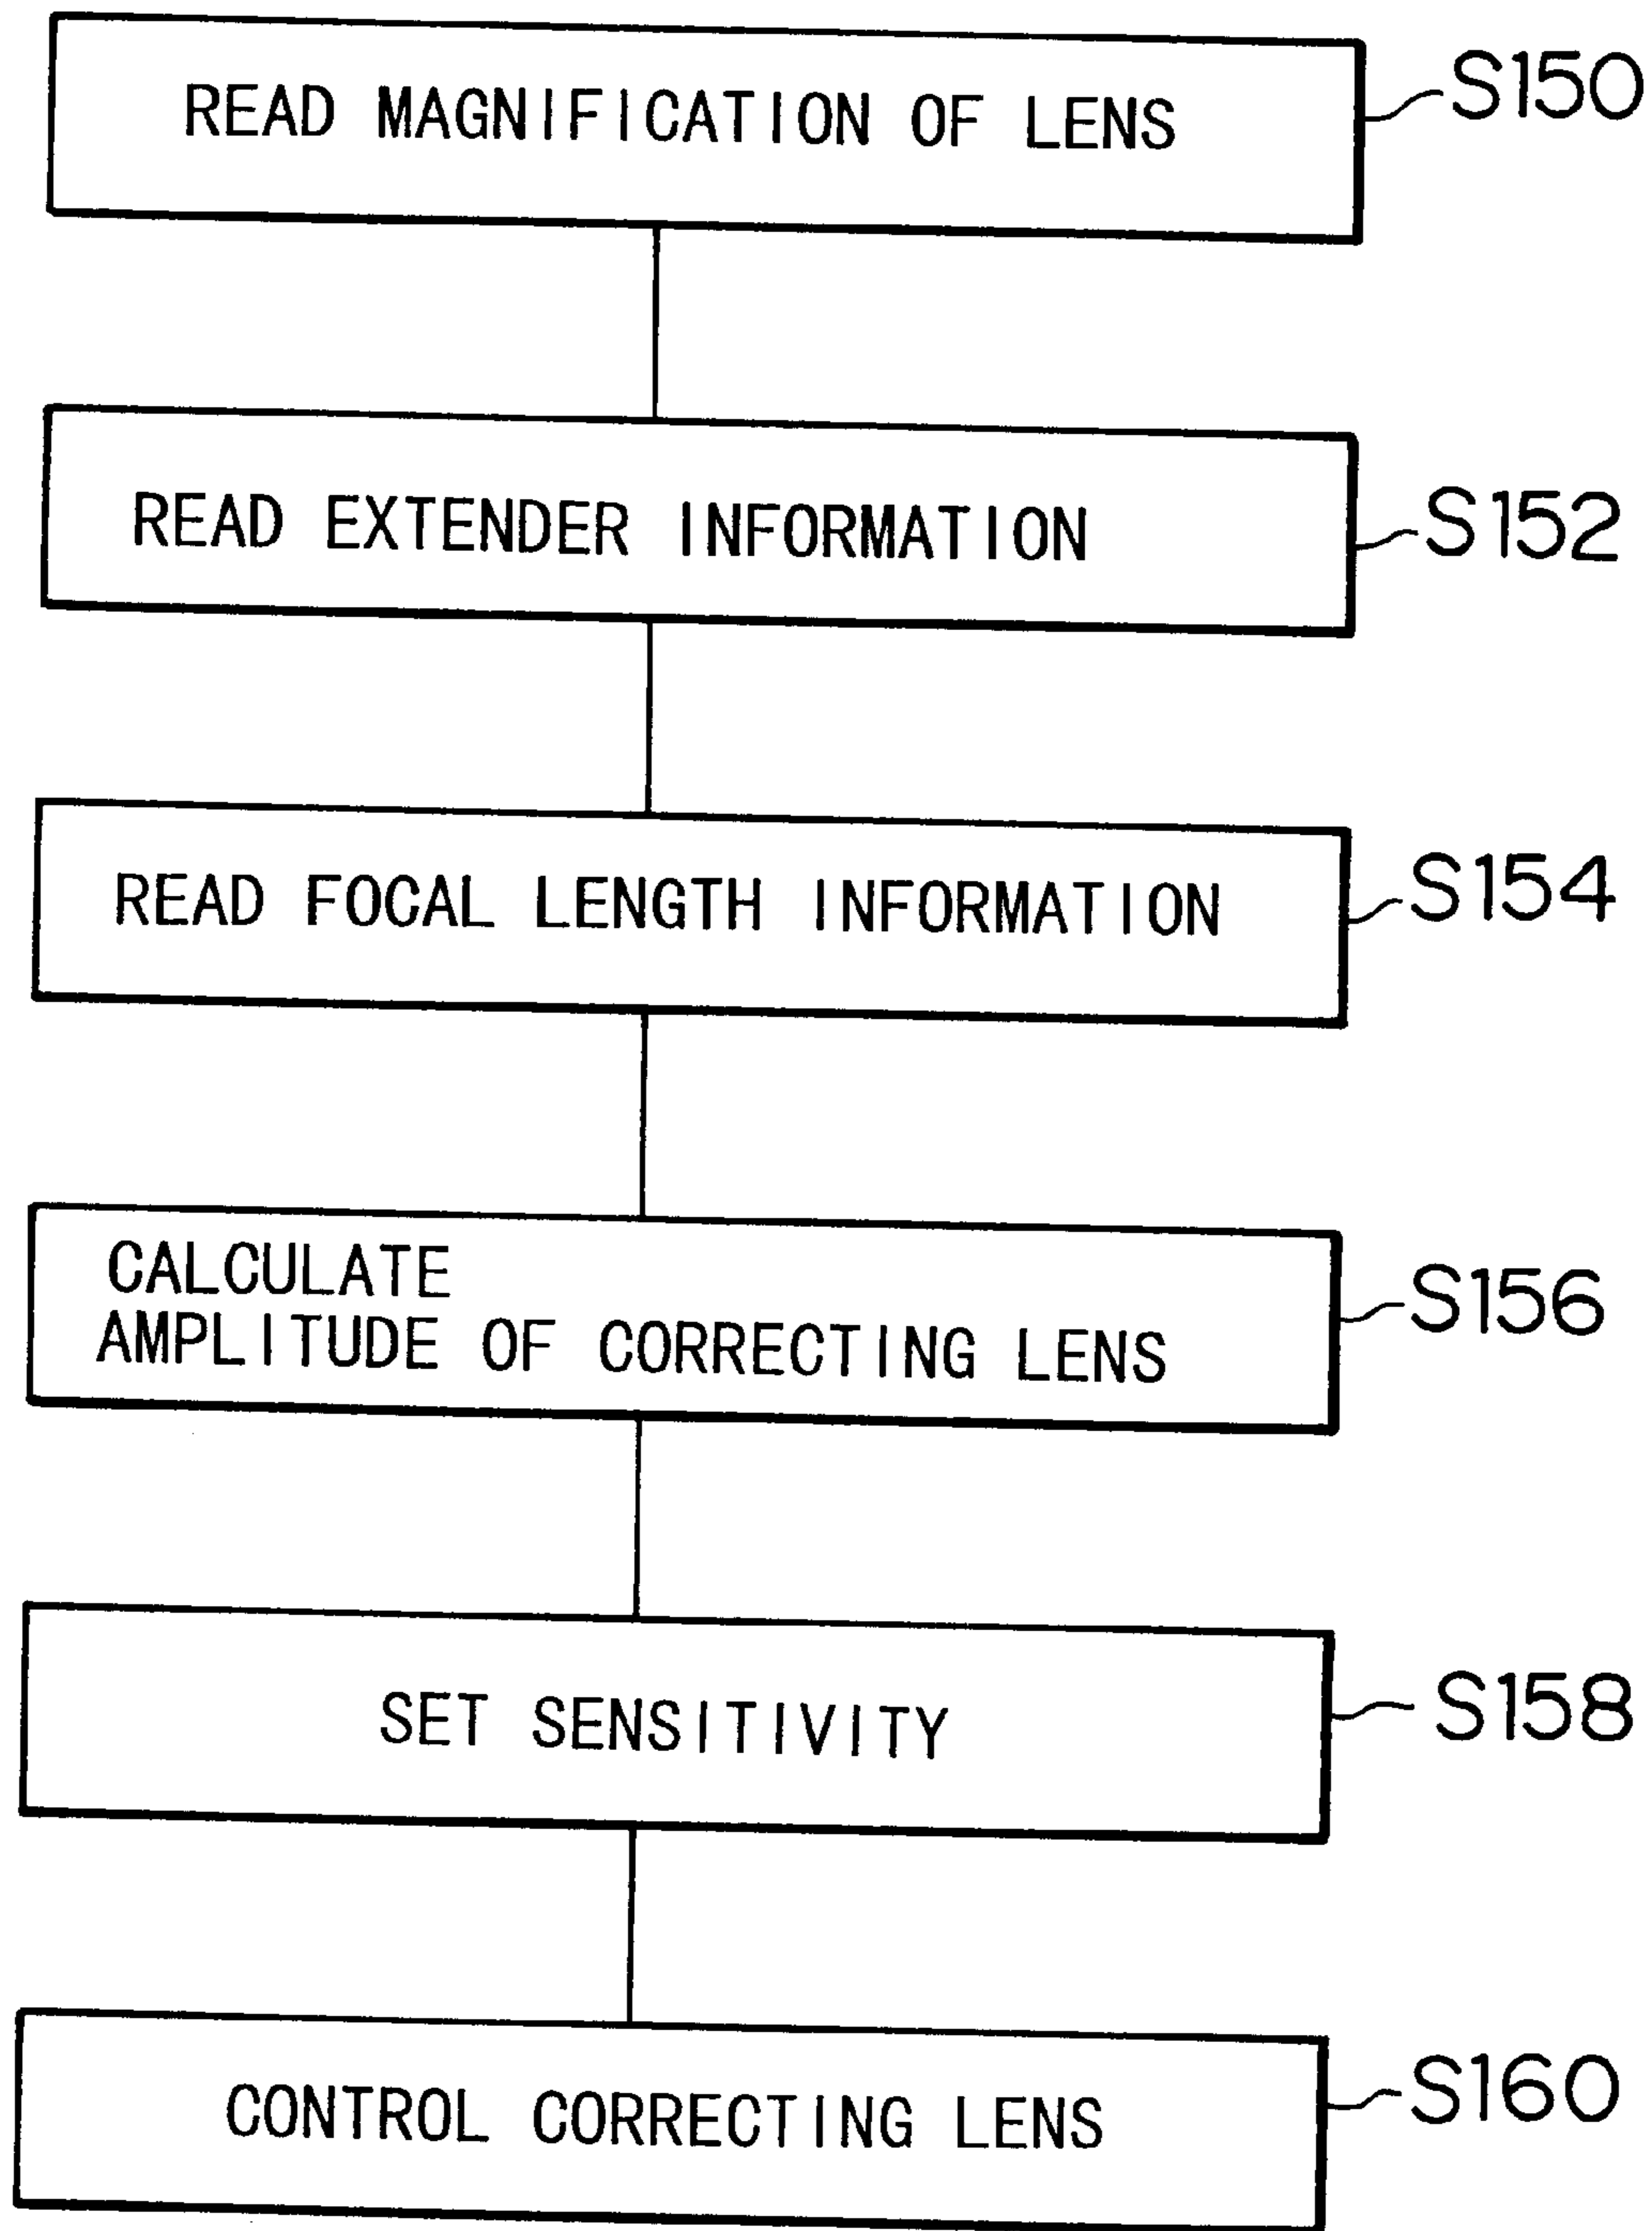 READ MAGNIFICATION OF LENS
S150
READ EXTENDER INFORMATION
S152
READ FOCAL LENGTH INFORMATION
S154
CALCULATE
AMPLITUDE OF CORRECTING LENS
S156
SET SENSITIVITY
S158
CONTROL CORRECTING LENS
S160